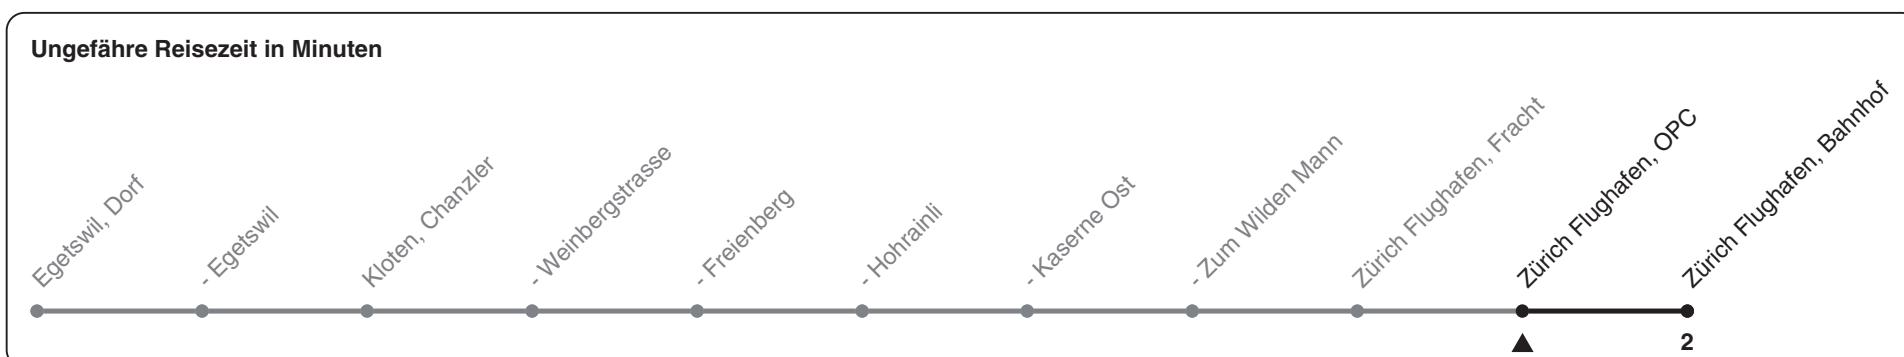 Ungefähre Reisezeit in Minuten
Egetswil, Dorf
- Egetswil
Kloten, Chanzler
- Weinbergstrasse
- Freienberg
- Hohrainli
- Kaserne Ost
- Zum Wilden Mann
Zürich Flughafen, Fracht
Zürich Flughafen, OPC
Zürich Flughafen, Bahnhof
2